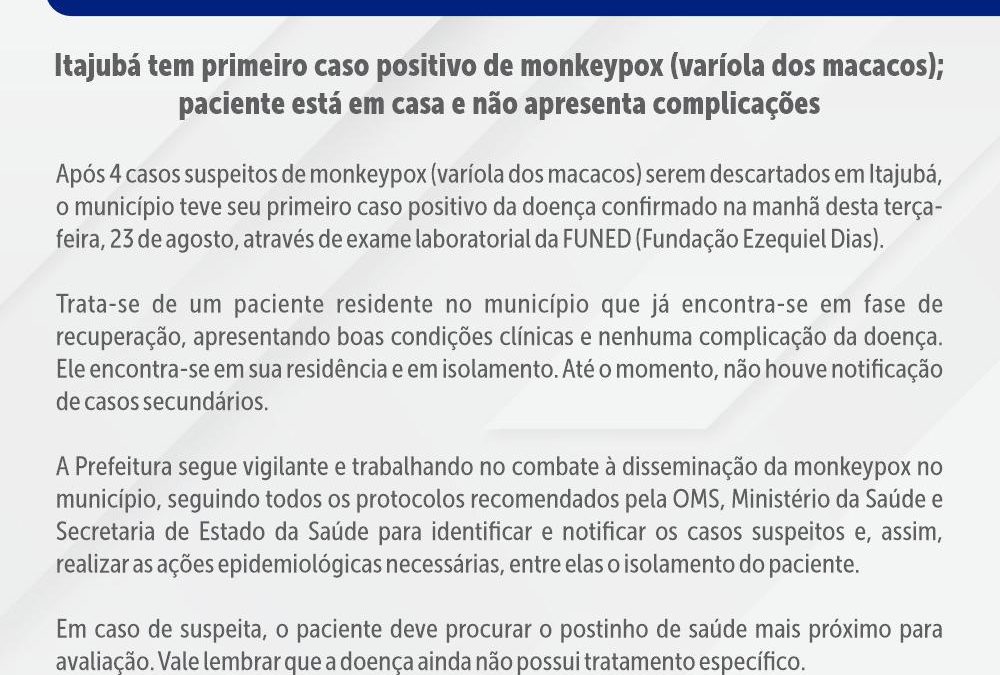 Itajubá tem primeiro caso positivo de monkeypox (varíola dos macacos);
paciente está em casa e não apresenta complicações
Após 4 casos suspeitos de monkeypox (varíola dos macacos) serem descartados em Itajubá,
o município teve seu primeiro caso positivo da doença confirmado na manhã desta terça-
feira, 23 de agosto, através de exame laboratorial da FUNED (Fundação Ezequiel Dias).
Trata-se de um paciente residente no município que já encontra-se em fase de
recuperação, apresentando boas condições clínicas e nenhuma complicação da doença.
Ele encontra-se em sua residência e em isolamento. Até o momento, não houve notificação
de casos secundários.
A Prefeitura segue vigilante e trabalhando no combate à disseminação da monkeypox no
município, seguindo todos os protocolos recomendados pela OMS, Ministério da Saúde e
Secretaria de Estado da Saúde para identificar e notificar os casos suspeitos e, assim,
realizar as ações epidemiológicas necessárias, entre elas o isolamento do paciente.
Em caso de suspeita, o paciente deve procurar o postinho de saúde mais próximo para
avaliação. Vale lembrar que a doença ainda não possui tratamento específico.